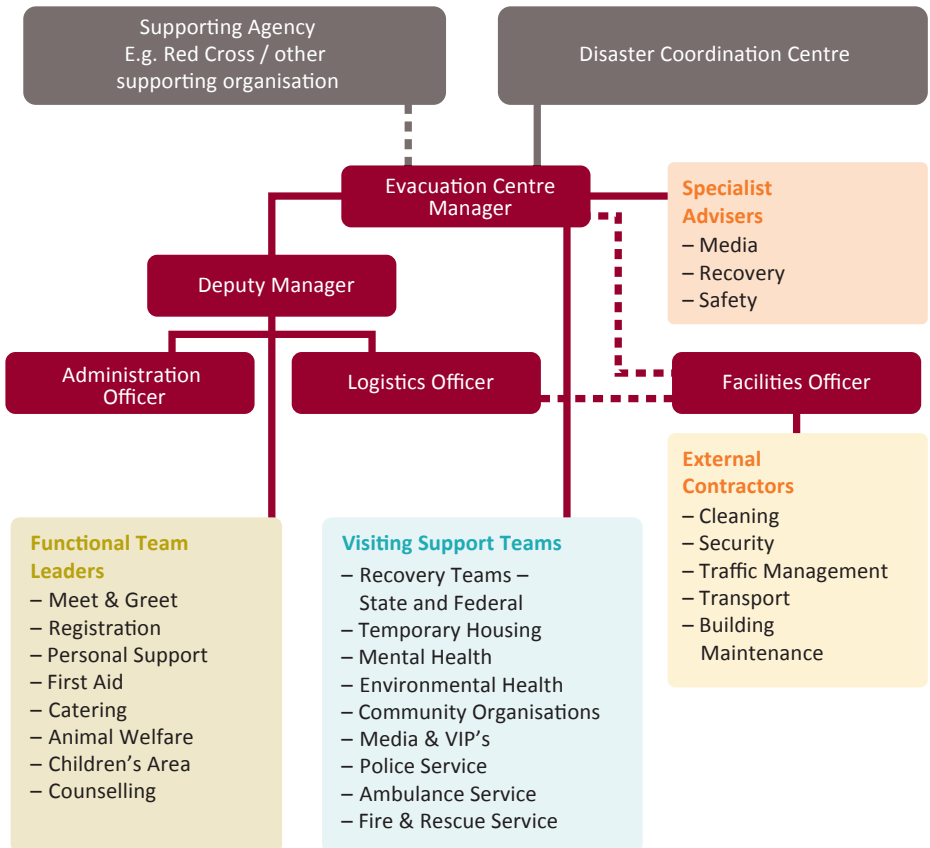 Supporting Agency
E.g. Red Cross / other
supporting organisation
Disaster Coordination Centre
Evacuation Centre
Manager
Specialist
Advisers
– Media
– Recovery
– Safety
Deputy Manager
Administration
Officer
Logistics Officer
Facilities Officer
External
Contractors
– Cleaning
– Security
– Traffic Management
– Transport
– Building
Maintenance
Functional Team
Leaders
– Meet & Greet
– Registration
– Personal Support
– First Aid
– Catering
– Animal Welfare
– Children’s Area
– Counselling
Visiting Support Teams
– Recovery Teams –
State and Federal
– Temporary Housing
– Mental Health
– Environmental Health
– Community Organisations
– Media & VIP’s
– Police Service
– Ambulance Service
– Fire & Rescue Service